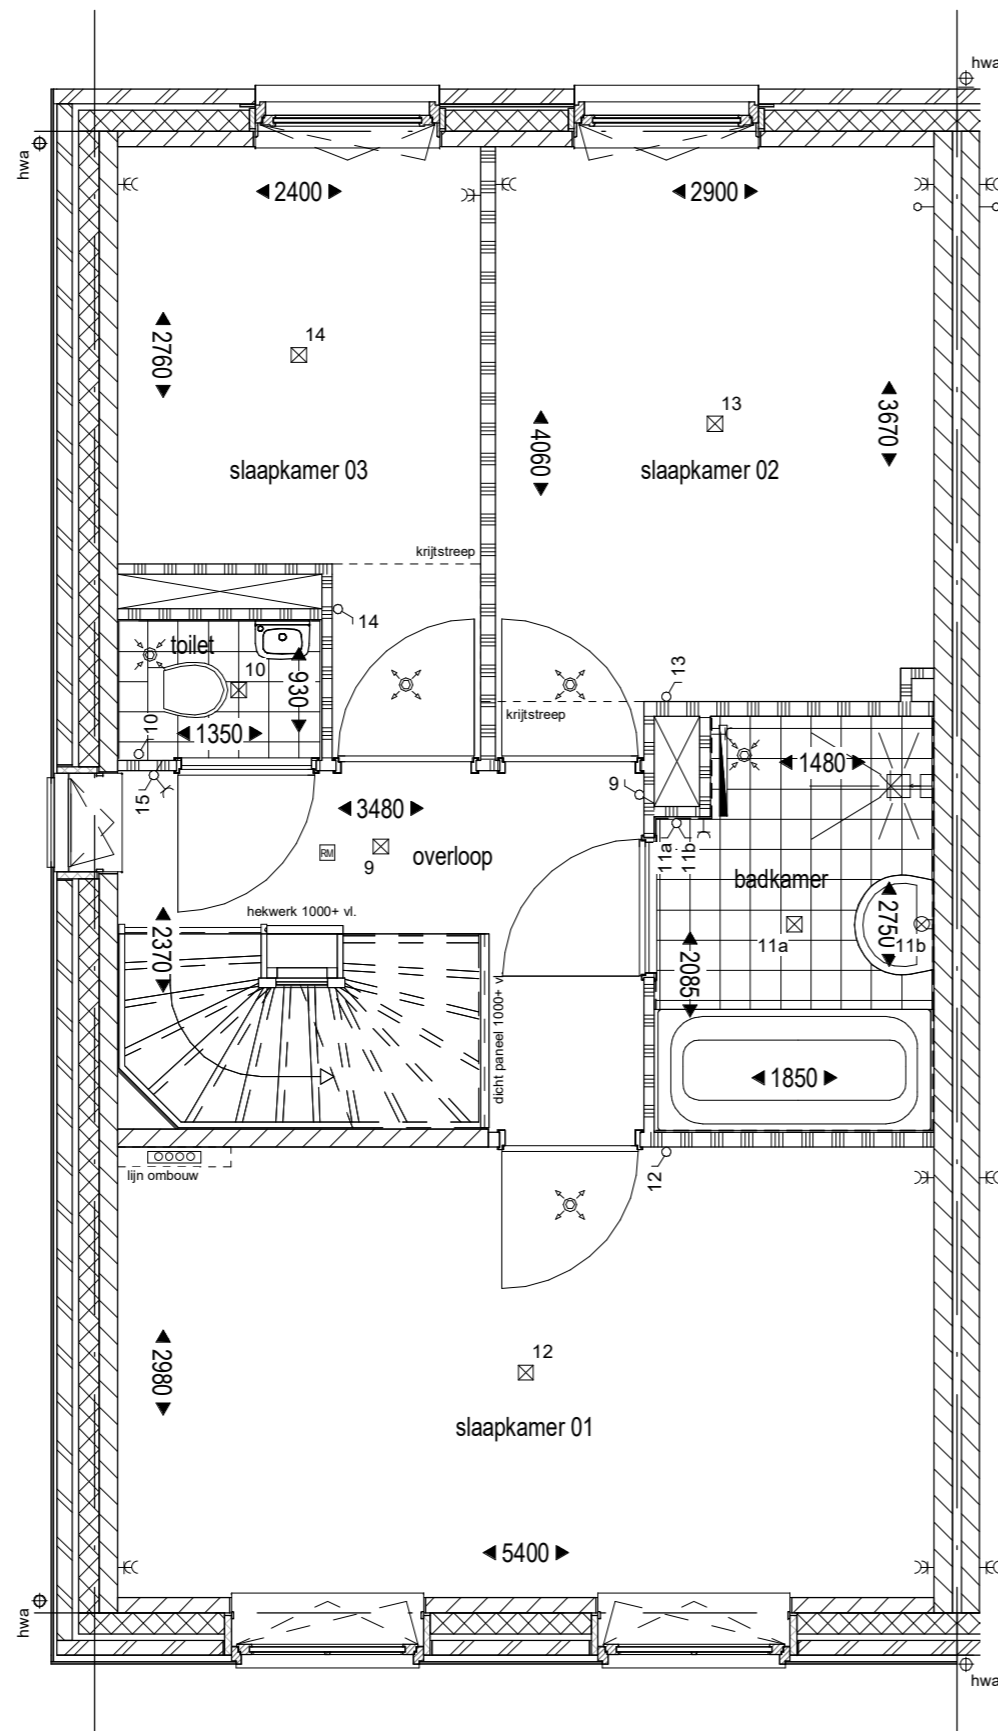 hwa
hwa
2400
2900
14
2760
13
3670
4060
slaapkamer 03
slaapkamer 02
krijtstreep
14
toilet
10
930
13
krijtstreep
10
1350
1480
15
9
3480
RM
9
overloop
11a
11b
badkamer
hekwerk 1000+ vl.
2370
2750
11a
11b
2085
dicht paneel 1000+ vl.
1850
lijn ombouw
12
2980
12
slaapkamer 01
5400
hwa
hwa